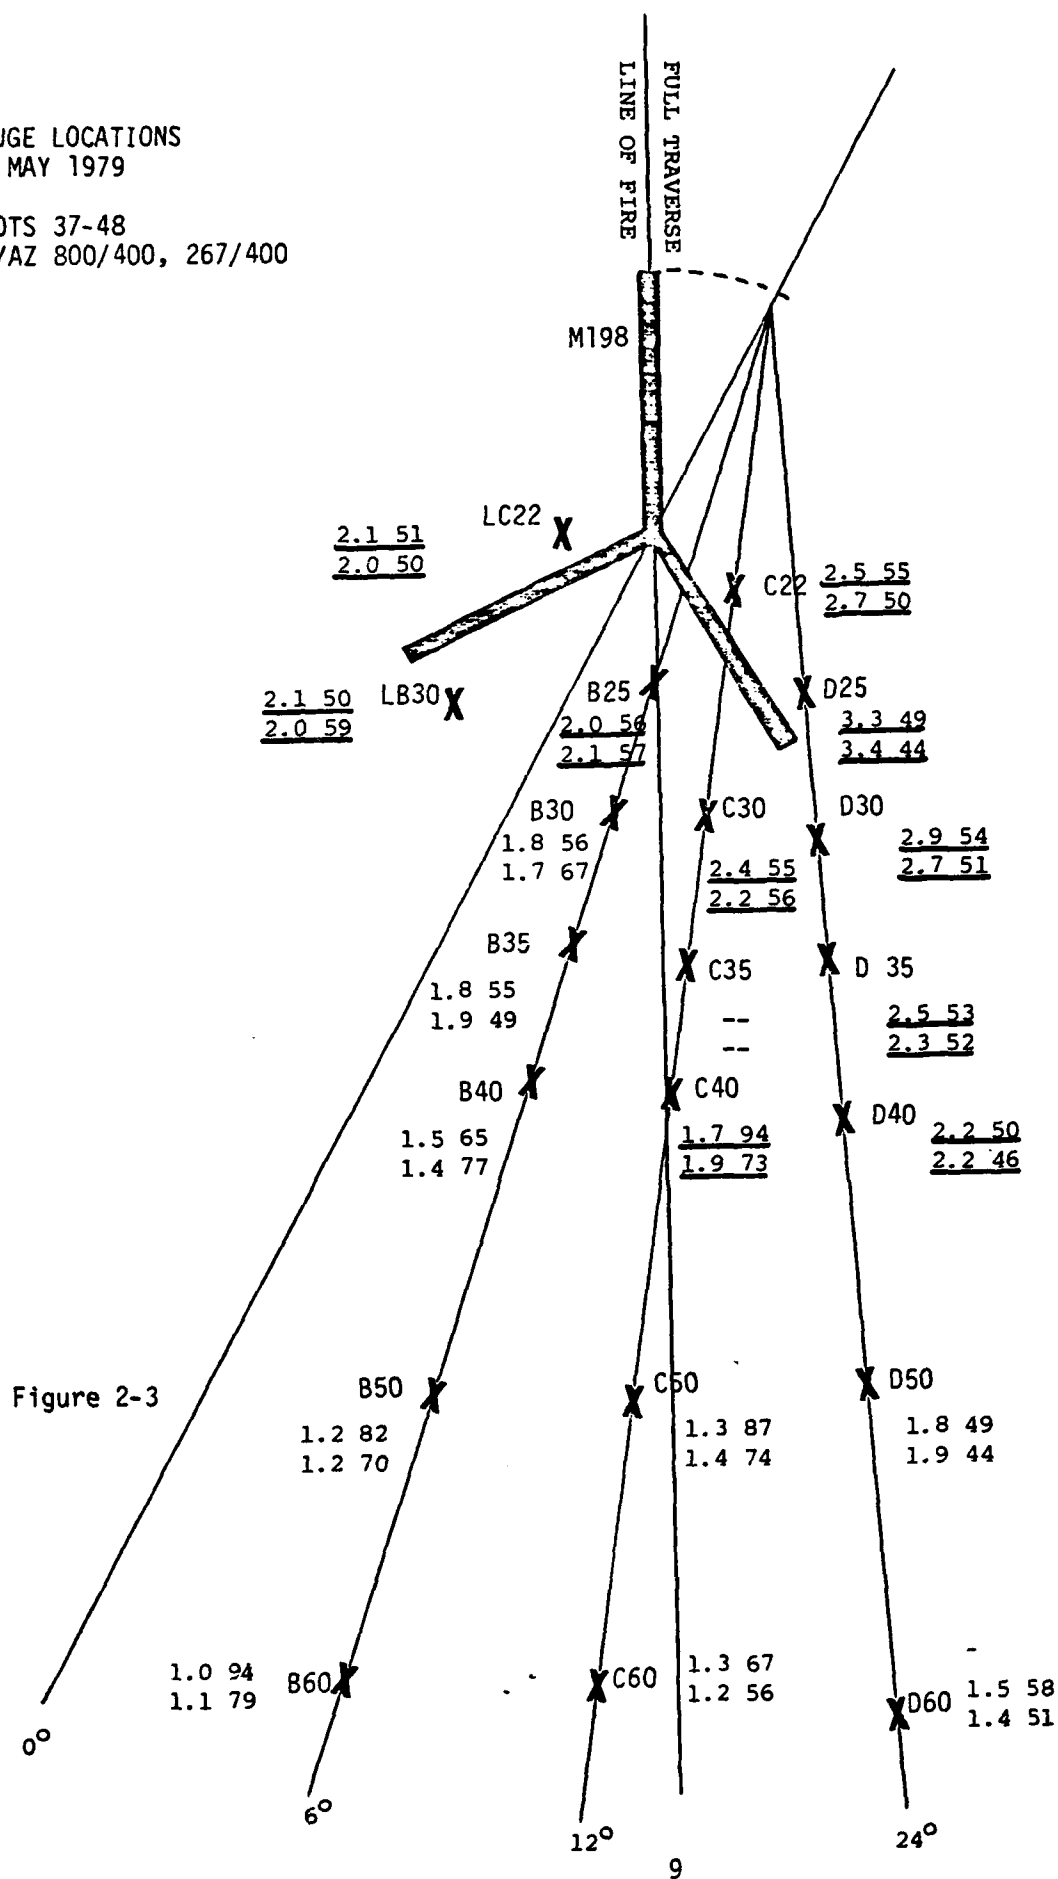 UGE LOCATIONS
MAY 1979
OTS 37-48
/AZ 800/400, 267/400
LINE OF FIRE
FULL TRAVERSE
M198
LC22
2.1 51
2.0 50
C22
2.5 55
2.7 50
LB30
2.1 50
2.0 59
B25
2.0 56
2.1 57
D25
3.3 49
3.4 44
B30
1.8 56
1.7 67
C30
2.4 55
2.2 56
D30
2.9 54
2.7 51
B35
1.8 55
1.9 49
C35
--
--
D 35
2.5 53
2.3 52
B40
1.5 65
1.4 77
C40
1.7 94
1.9 73
D40
2.2 50
2.2 46
Figure 2-3
B50
1.2 82
1.2 70
C50
1.3 87
1.4 74
D50
1.8 49
1.9 44
1.0 94
1.1 79
B60
C60
1.3 67
1.2 56
D60
1.5 58
1.4 51
0°
6°
12°
24°
9